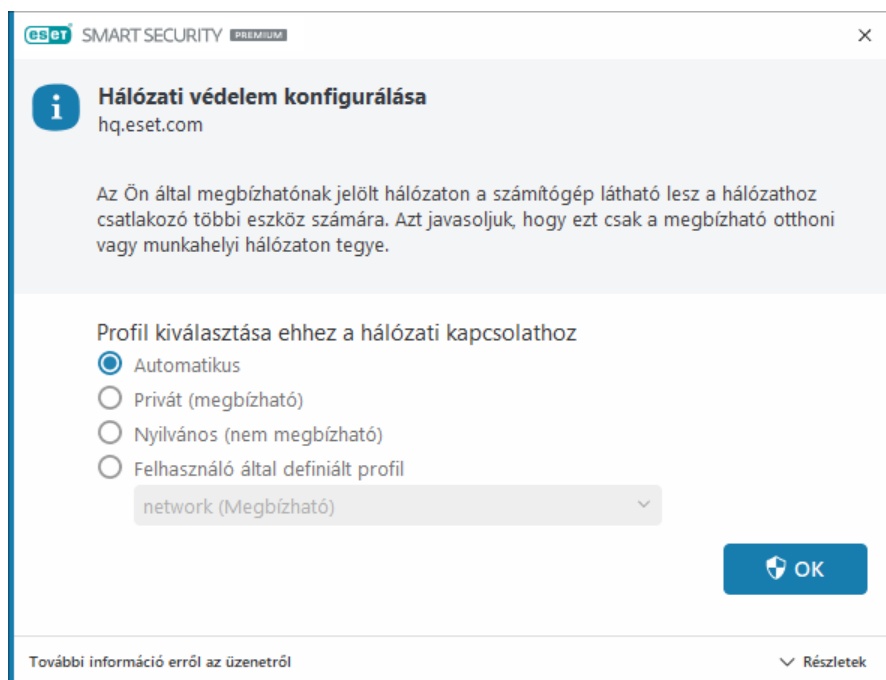 eset SMART SECURITY PREMIUM
Hálózati védelem konfigurálása
hq.eset.com
Az Ön által megbízhatónak jelölt hálózaton a számítógép látható lesz a hálózathoz
csatlakozó többi eszköz számára. Azt javasoljuk, hogy ezt csak a megbízható otthoni
vagy munkahelyi hálózaton tegye.
Profil kiválasztása ehhez a hálózati kapcsolathoz
Automatikus
Privát (megbízható)
Nyilvános (nem megbízható)
Felhasználó által definiált profil
network (Megbízható)
OK
További információ erről az üzenetről
Részletek